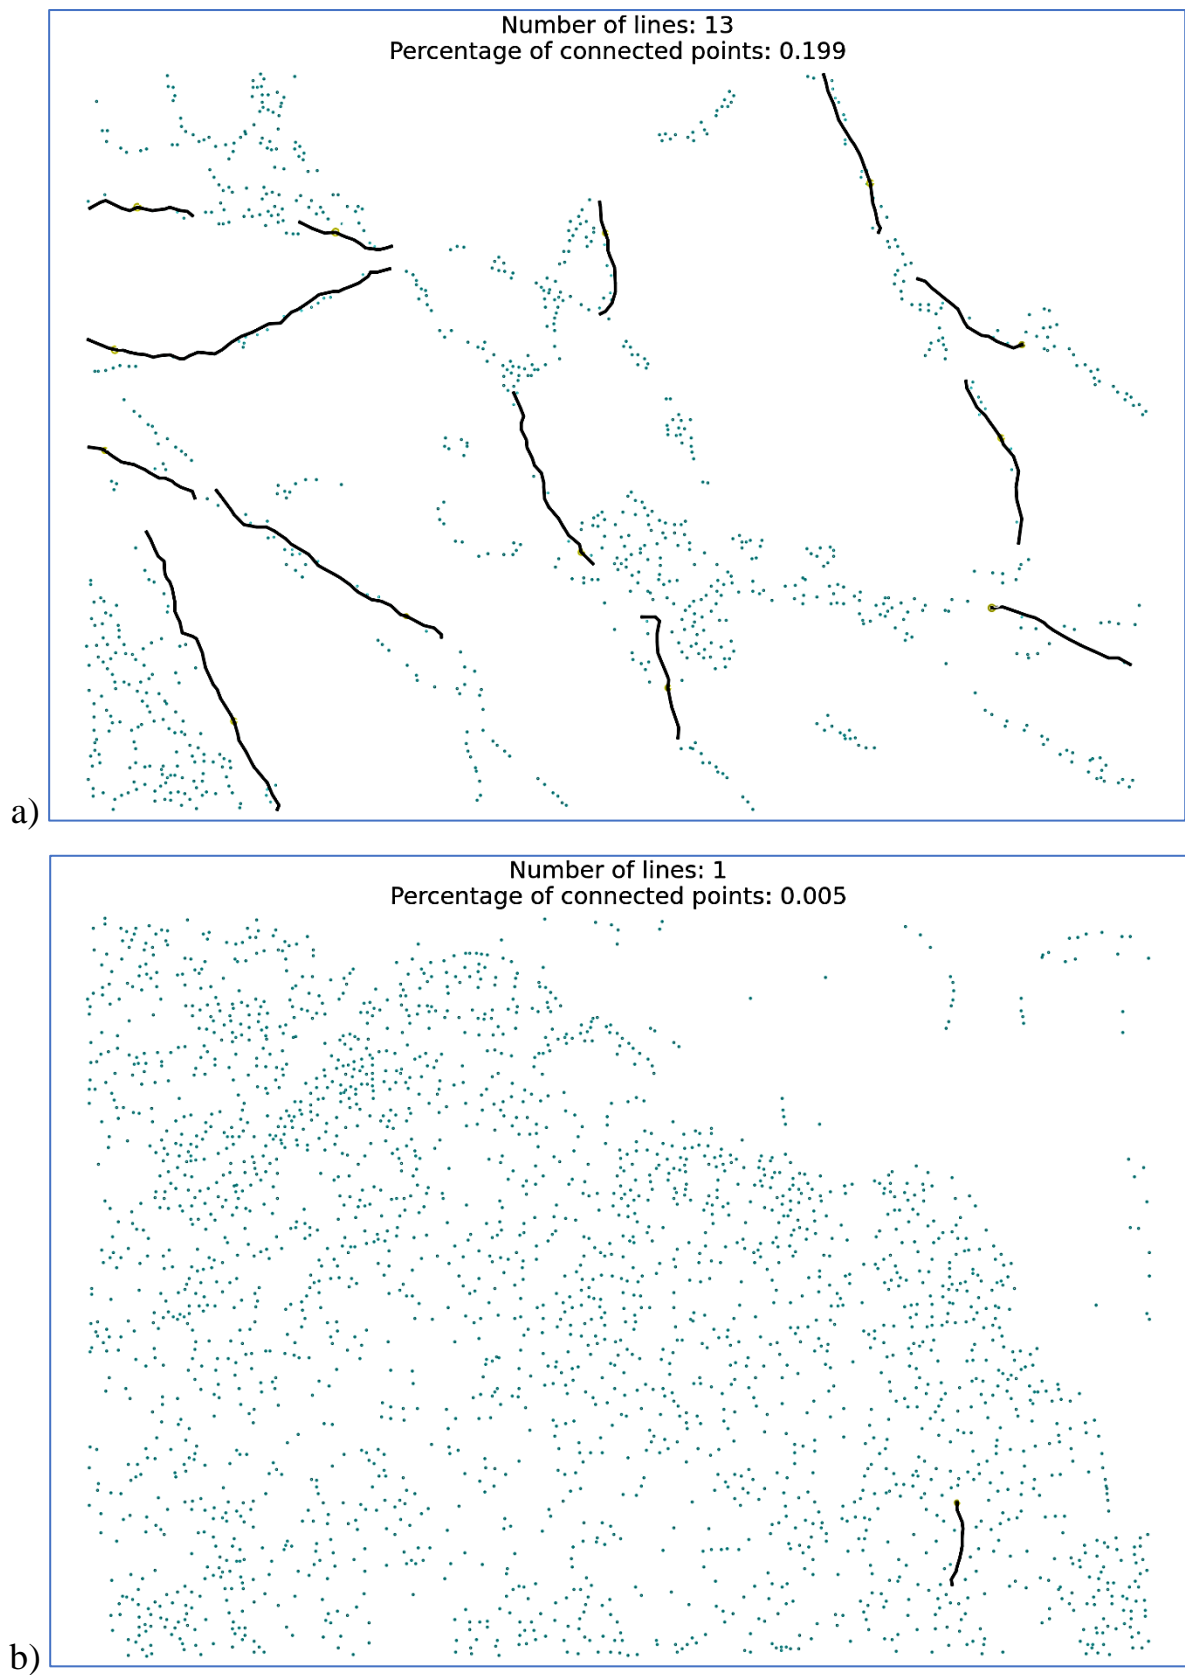 Number of lines: 13
Percentage of connected points: 0.199
a)
Number of lines: 1
Percentage of connected points: 0.005
b)